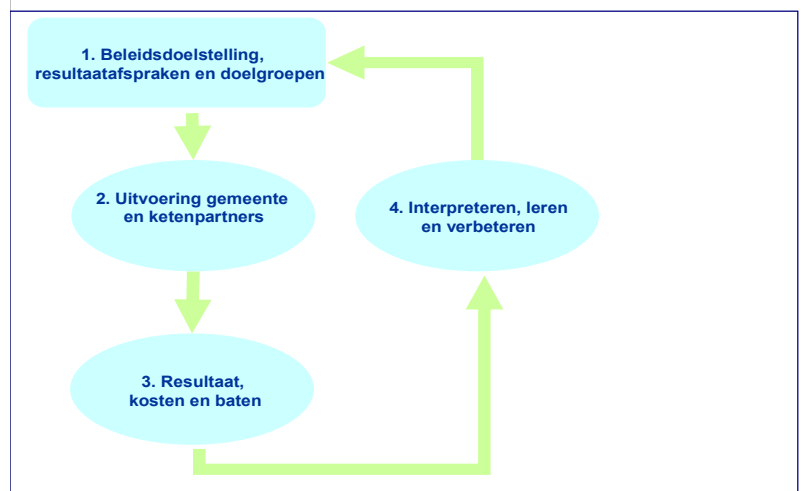 1. Beleidsdoelstelling,
resultaatafspraken en doelgroepen
2. Uitvoering gemeente
en ketenpartners
4. Interpreteren, leren
en verbeteren
3. Resultaat,
kosten en baten